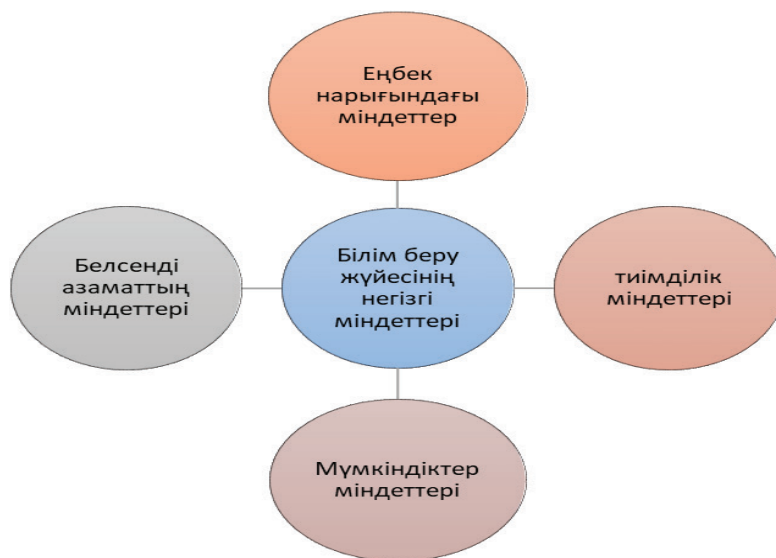 Еңбек
нарығындағы
міндеттер
Белсенді
азаматтың
міндеттері
Білім беру
жүйесінің
негізгі
міндеттері
тиімділік
міндеттері
Мүмкіндіктер
міндеттері